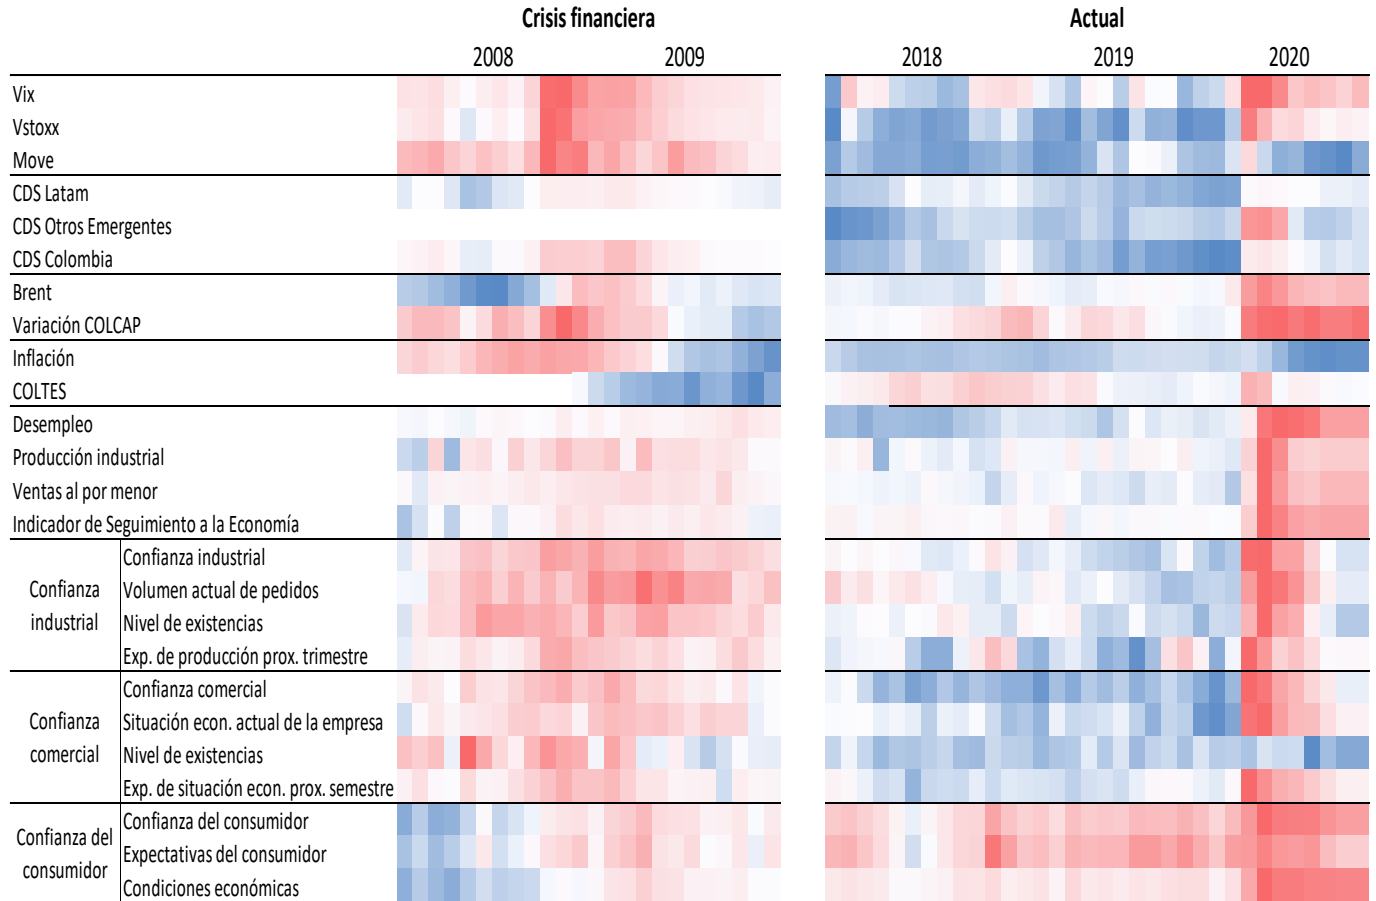 Crisis financiera Actual
2008 2009 2018 2019 2020
Vix
Vstoxx
Move
CDS Latam
CDS Otros Emergentes
CDS Colombia
Brent
Variación COLCAP
Inflación
COLTES
Desempleo
Producción industrial
Ventas al por menor
Indicador de Seguimiento a la Economía
Confianza industrial
Confianza industrial
Volumen actual de pedidos
Nivel de existencias
Exp. de producción prox. trimestre
Confianza comercial
Confianza comercial
Situación econ. actual de la empresa
Nivel de existencias
Exp. de situación econ. prox. semestre
Confianza del consumidor
Confianza del consumidor
Expectativas del consumidor
Condiciones económicas